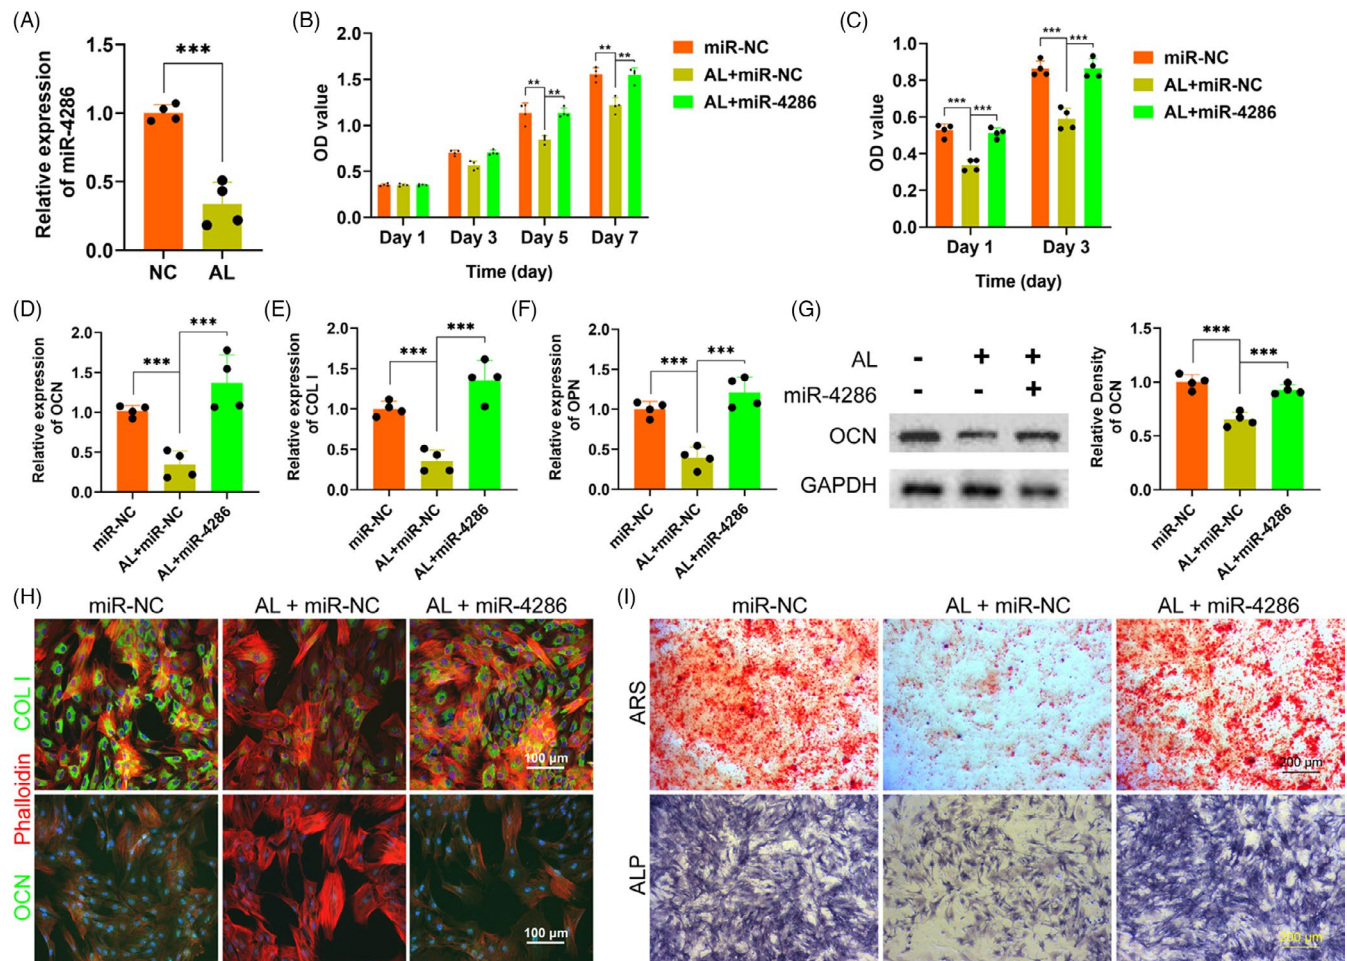 (A)
Relative expression
of miR-4286
1.5
1.0
0.5
0.0
***
NC
AL
(B)
OD value
2.0
1.5
1.0
0.5
0.0
**
**
**
**
Day 1
Day 3
Day 5
Day 7
Time (day)
miR-NC
AL+miR-NC
AL+miR-4286
(C)
OD value
1.0
0.8
0.6
0.4
0.2
0.0
***
***
***
***
Day 1
Day 3
Time (day)
miR-NC
AL+miR-NC
AL+miR-4286
(D)
Relative expression
of OCN
2.0
1.5
1.0
0.5
0.0
***
***
miR-NC
AL+miR-NC
AL+miR-4286
(E)
Relative expression
of COL I
2.0
1.5
1.0
0.5
0.0
***
***
miR-NC
AL+miR-NC
AL+miR-4286
(F)
Relative expression
of OPN
2.0
1.5
1.0
0.5
0.0
***
***
miR-NC
AL+miR-NC
AL+miR-4286
(G)
AL - + +
miR-4286 - - +
OCN
GAPDH
Relative Density
of OCN
1.5
1.0
0.5
0.0
***
***
miR-NC
AL+miR-NC
AL+miR-4286
(H)
miR-NC
AL + miR-NC
AL + miR-4286
COL I
Phalloidin
OCN
100 µm
100 µm
(I)
miR-NC
AL + miR-NC
AL + miR-4286
ARS
ALP
200 µm
200 µm